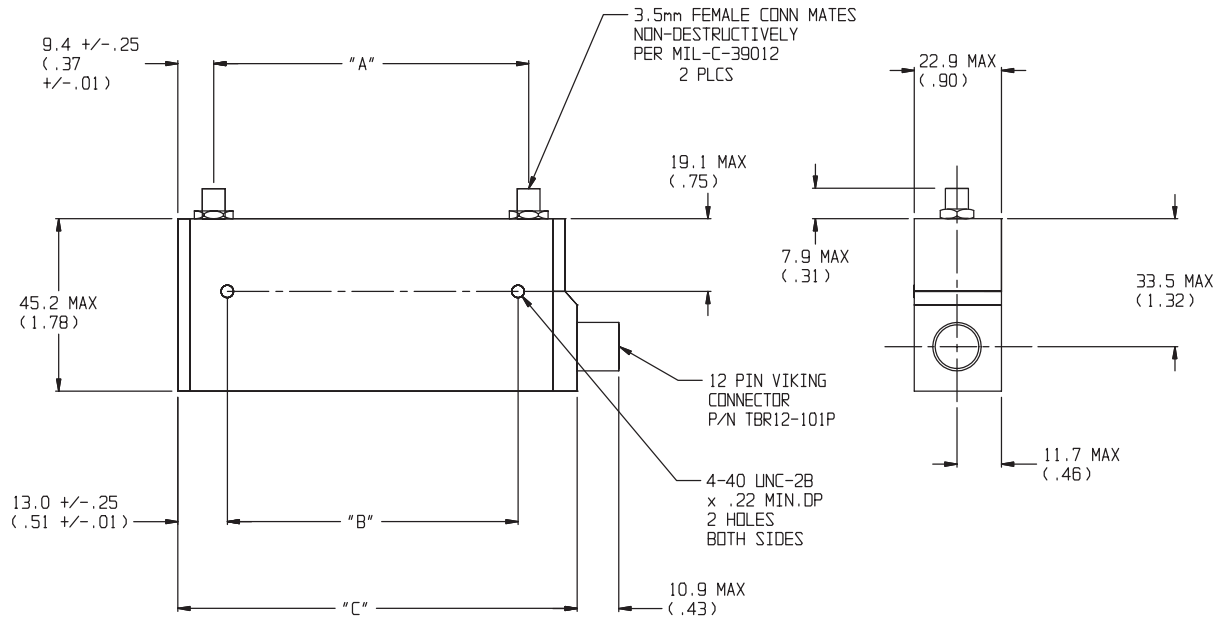 3.5mm FEMALE CONN MATES
NON-DESTRUCTIVELY
PER MIL-C-39012
2 PLCS
9.4 +/-.25
(.37
+/-.01)
"A"
22.9 MAX
(.90)
19.1 MAX
(.75)
7.9 MAX
(.31)
33.5 MAX
(1.32)
45.2 MAX
(1.78)
12 PIN VIKING
CONNECTOR
P/N TBR12-101P
11.7 MAX
(.46)
4-40 UNC-2B
x .22 MIN.DP
2 HOLES
BOTH SIDES
13.0 +/-.25
(.51 +/-.01)
"B"
10.9 MAX
(.43)
"C"